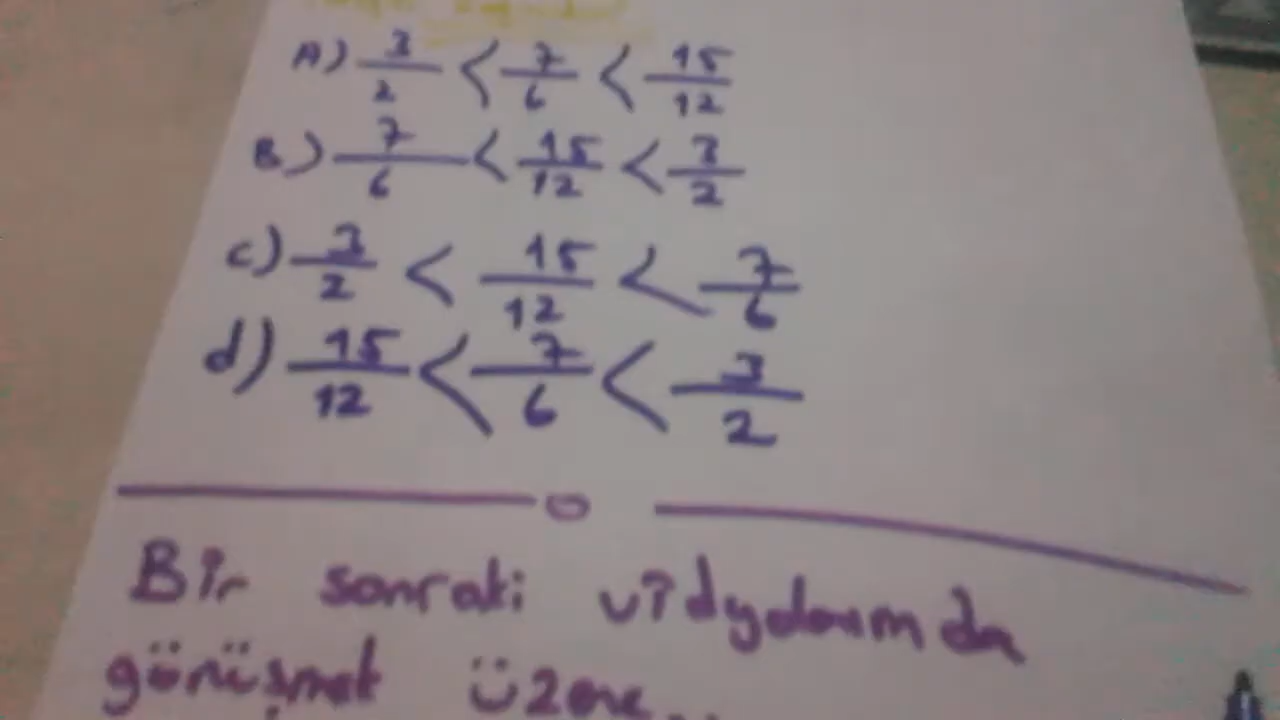 A) 3/2 < 7/6 < 15/12
B) 7/6 < 15/12 < 3/2
c) 3/2 < 15/12 < 7/6
d) 15/12 < 7/6 < 3/2
Bir sonraki vidyolarımda
görüşmek üzere...